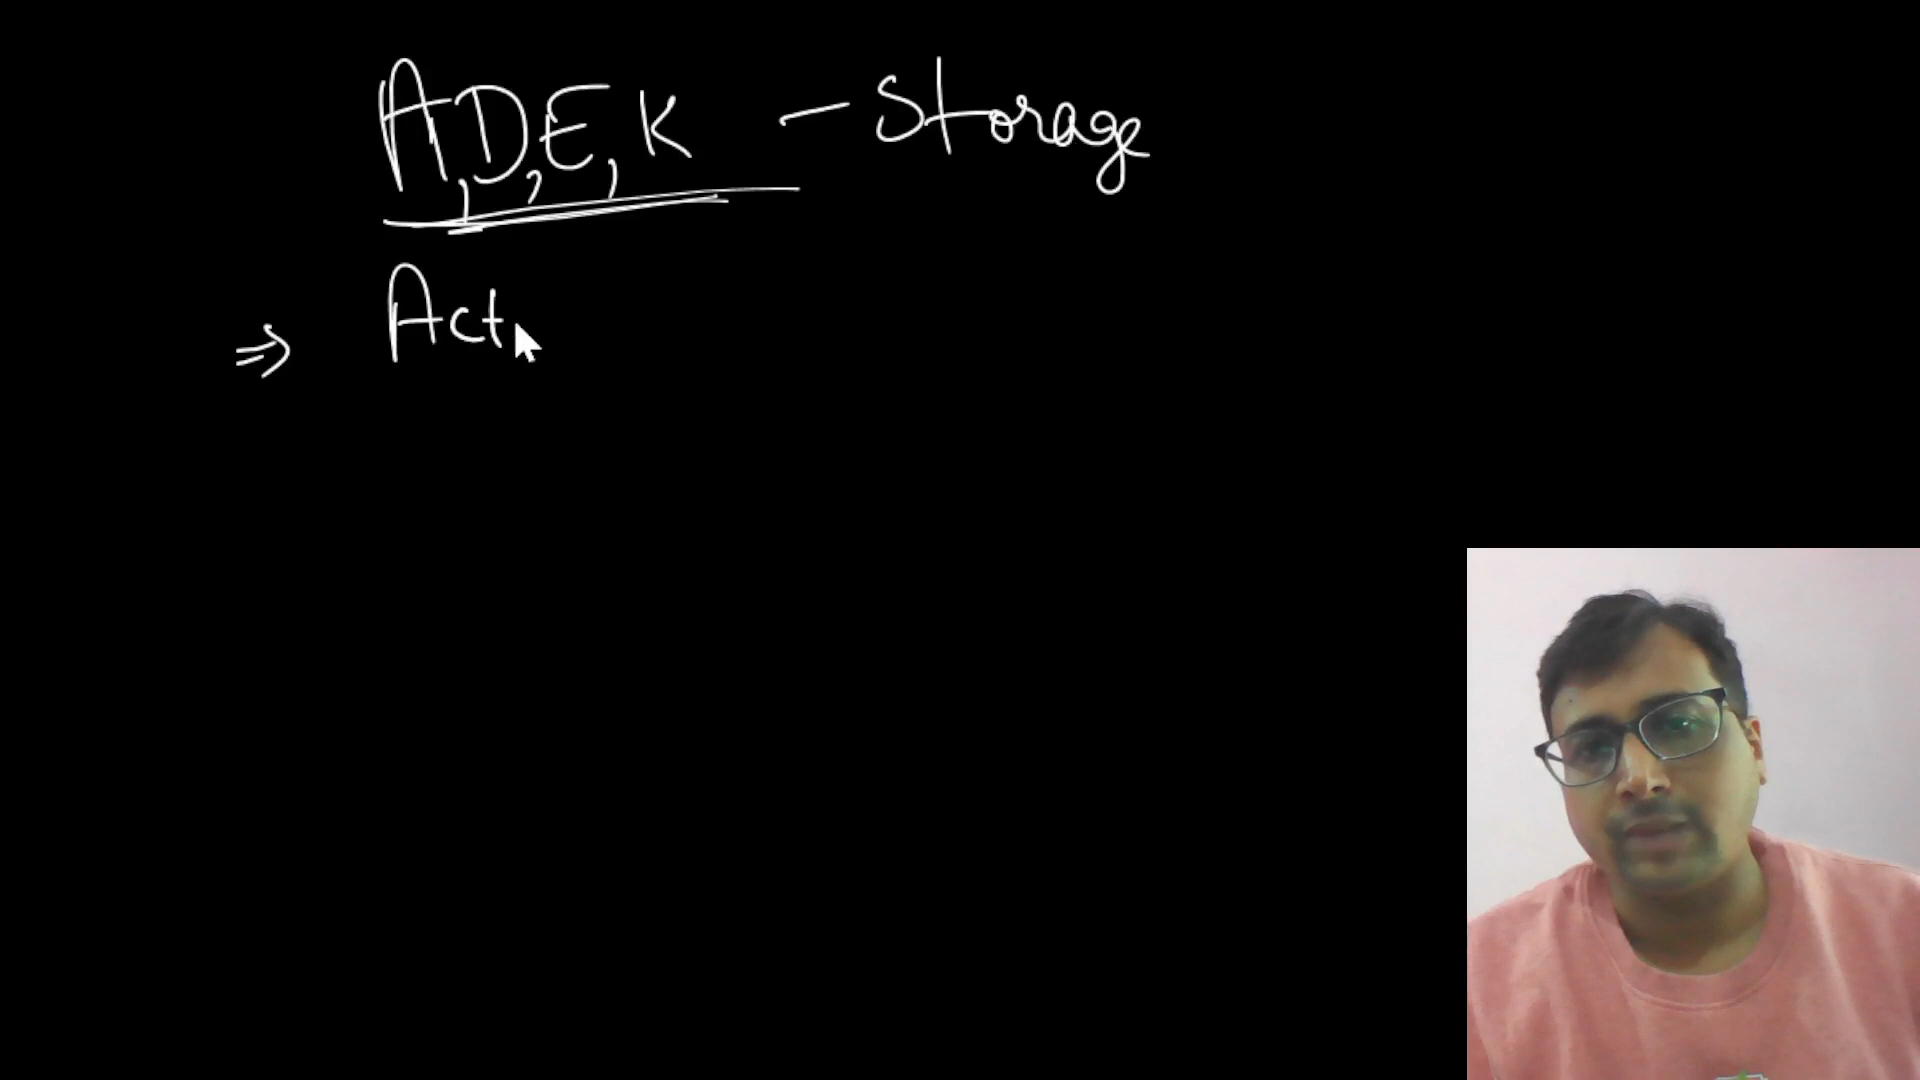 A,D,E,K - Storage
⇒ Act